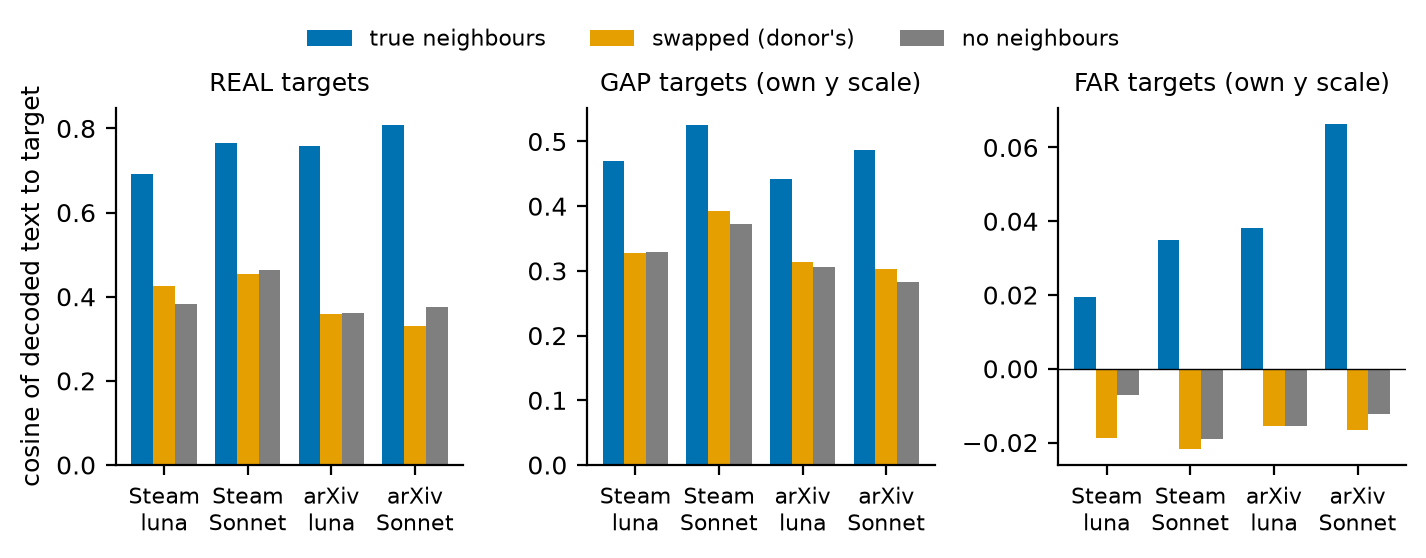 true neighbours
swapped (donor's)
no neighbours
REAL targets
GAP targets (own y scale)
FAR targets (own y scale)
cosine of decoded text to target
0.8
0.6
0.4
0.2
0.0
Steam luna
Steam Sonnet
arXiv luna
arXiv Sonnet
0.5
0.4
0.3
0.2
0.1
0.0
Steam luna
Steam Sonnet
arXiv luna
arXiv Sonnet
0.06
0.04
0.02
0.00
−0.02
Steam luna
Steam Sonnet
arXiv luna
arXiv Sonnet